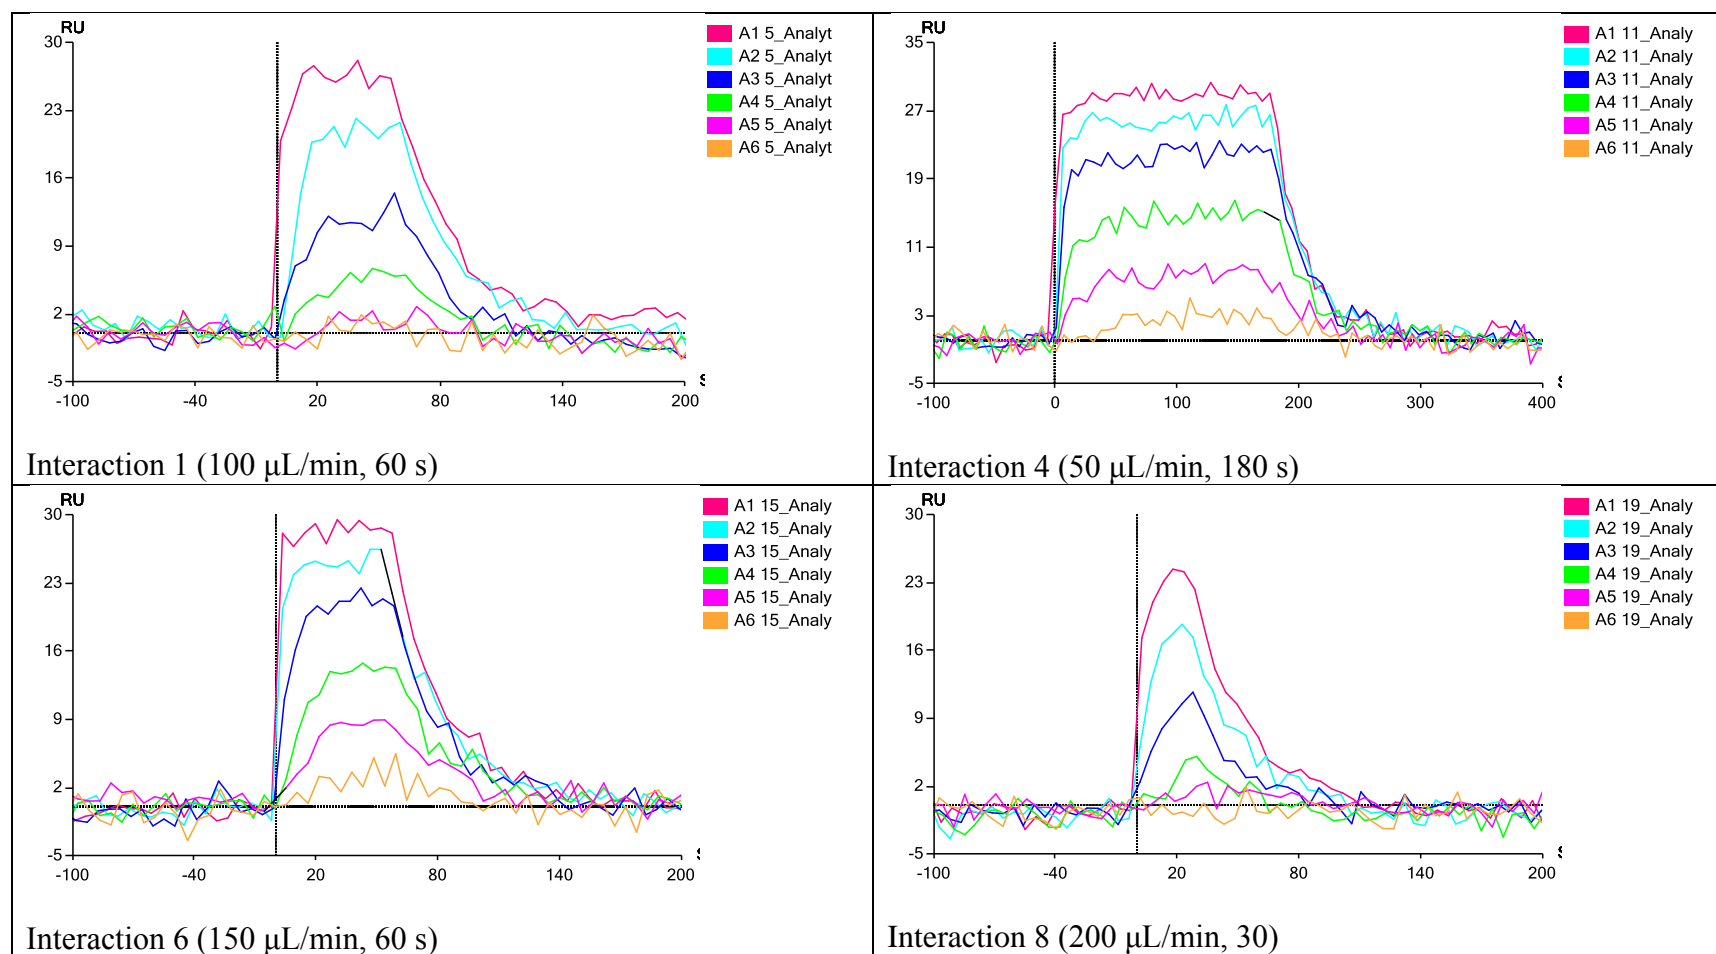 RU
30
23
16
9
2
-5
-100
-40
20
80
140
200
A1 5_Analyt
A2 5_Analyt
A3 5_Analyt
A4 5_Analyt
A5 5_Analyt
A6 5_Analyt
Interaction 1 (100 μL/min, 60 s)
RU
35
27
19
11
3
-5
-100
0
100
200
300
400
A1 11_Analy
A2 11_Analy
A3 11_Analy
A4 11_Analy
A5 11_Analy
A6 11_Analy
Interaction 4 (50 μL/min, 180 s)
RU
30
23
16
9
2
-5
-100
-40
20
80
140
200
A1 15_Analy
A2 15_Analy
A3 15_Analy
A4 15_Analy
A5 15_Analy
A6 15_Analy
Interaction 6 (150 μL/min, 60 s)
RU
30
23
16
9
2
-5
-100
-40
20
80
140
200
A1 19_Analy
A2 19_Analy
A3 19_Analy
A4 19_Analy
A5 19_Analy
A6 19_Analy
Interaction 8 (200 μL/min, 30)